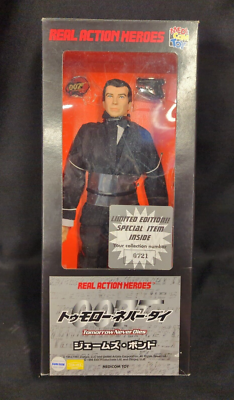 REAL ACTION HEROES
MEDICOM
TOY
007
LIMITED EDITION!!
SPECIAL ITEM
INSIDE
your collection number
0721
REAL ACTION HEROES
トゥモロー・ネバー・ダイ
Tomorrow Never Dies
ジェームズ・ボンド
MEDICOM TOY